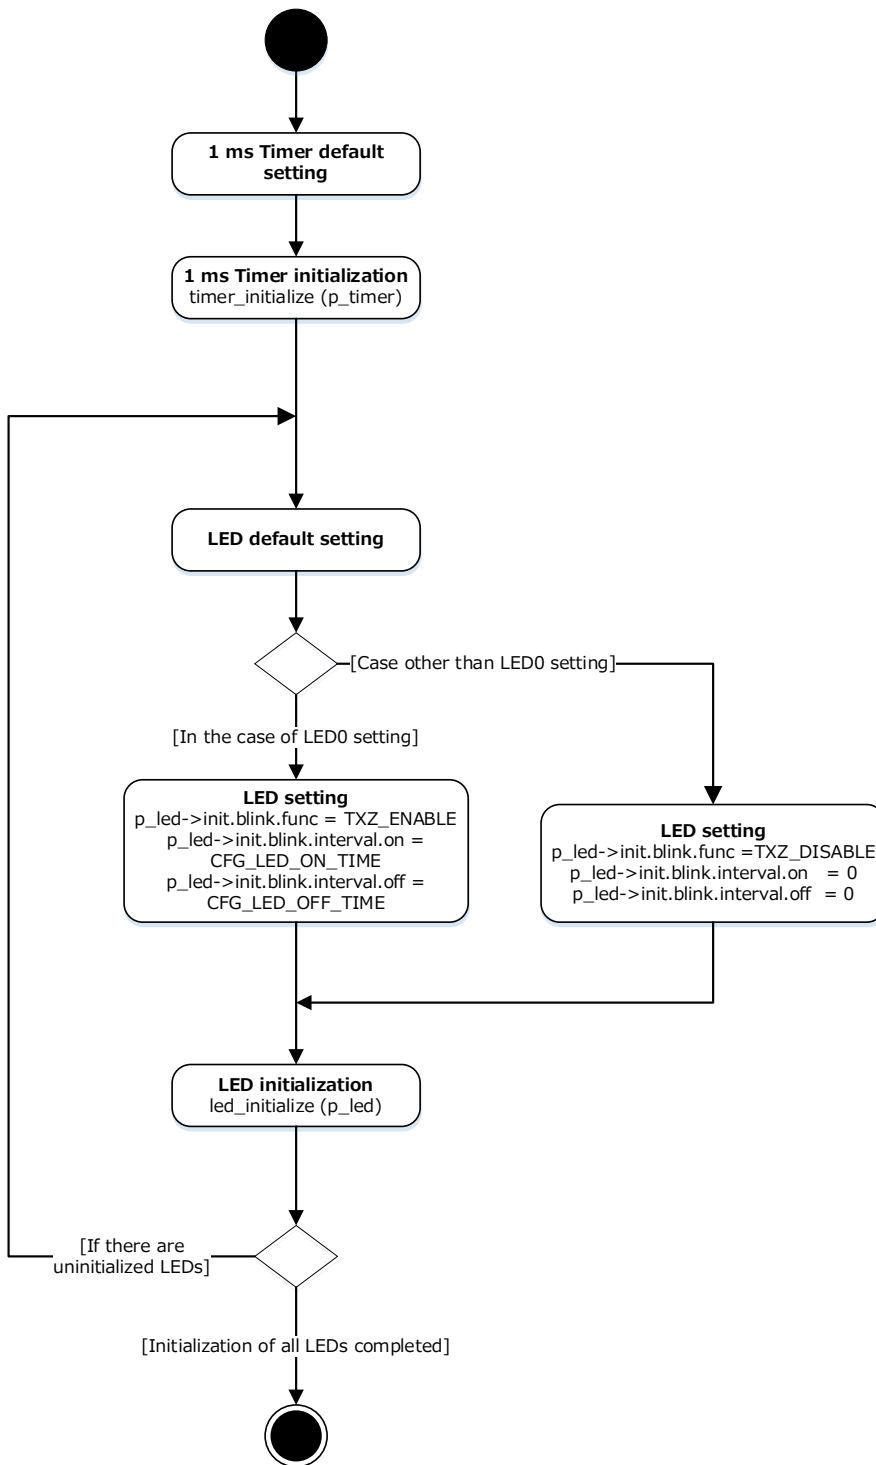 1 ms Timer default
setting
1 ms Timer initialization
timer_initialize (p_timer)
LED default setting
[Case other than LED0 setting]
[In the case of LED0 setting]
LED setting
p_led->init.blink.func = TXZ_ENABLE
p_led->init.blink.interval.on =
CFG_LED_ON_TIME
p_led->init.blink.interval.off =
CFG_LED_OFF_TIME
LED setting
p_led->init.blink.func =TXZ_DISABLE
p_led->init.blink.interval.on   = 0
p_led->init.blink.interval.off  = 0
LED initialization
led_initialize (p_led)
[If there are
uninitialized LEDs]
[Initialization of all LEDs completed]